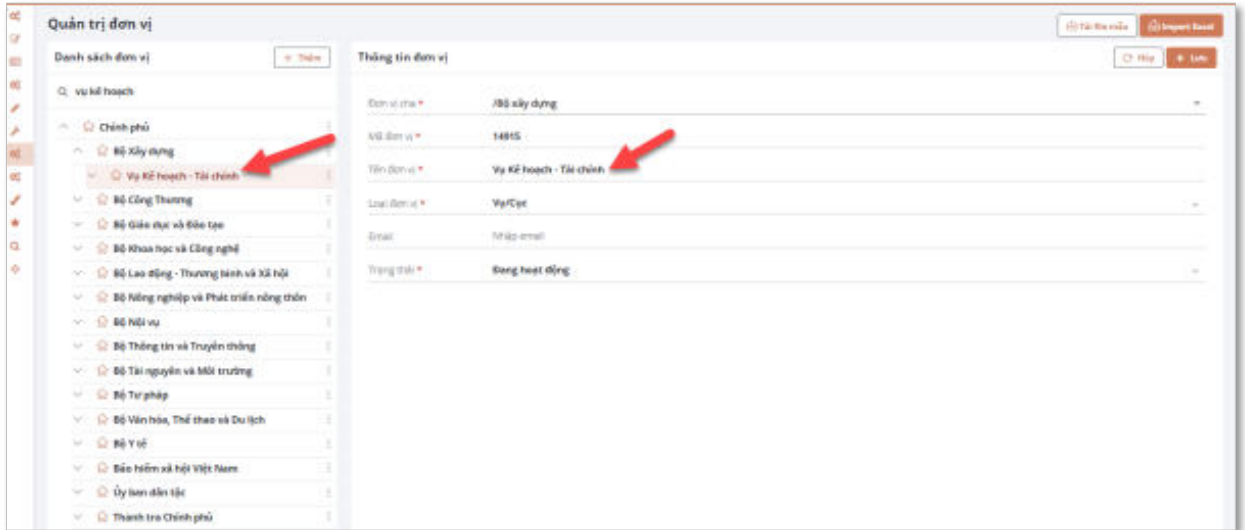 Quản trị đơn vị
Tải file mẫu
Import Excel
Danh sách đơn vị
+ Thêm
Thông tin đơn vị
Hủy
+ Lưu
vụ kế hoạch
Đơn vị cha *
/Bộ xây dựng
Chính phủ
Mã đơn vị *
14915
Bộ Xây dựng
Vụ Kế hoạch - Tài chính
Tên đơn vị *
Vụ Kế hoạch - Tài chính
Bộ Công Thương
Loại đơn vị *
Vụ/Cục
Bộ Giáo dục và Đào tạo
Email
Nhập email
Bộ Khoa học và Công nghệ
Trạng thái *
Đang hoạt động
Bộ Lao động - Thương binh và Xã hội
Bộ Nông nghiệp và Phát triển nông thôn
Bộ Nội vụ
Bộ Thông tin và Truyền thông
Bộ Tài nguyên và Môi trường
Bộ Tư pháp
Bộ Văn hóa, Thể thao và Du lịch
Bộ Y tế
Bảo hiểm xã hội Việt Nam
Ủy ban dân tộc
Thanh tra Chính phủ